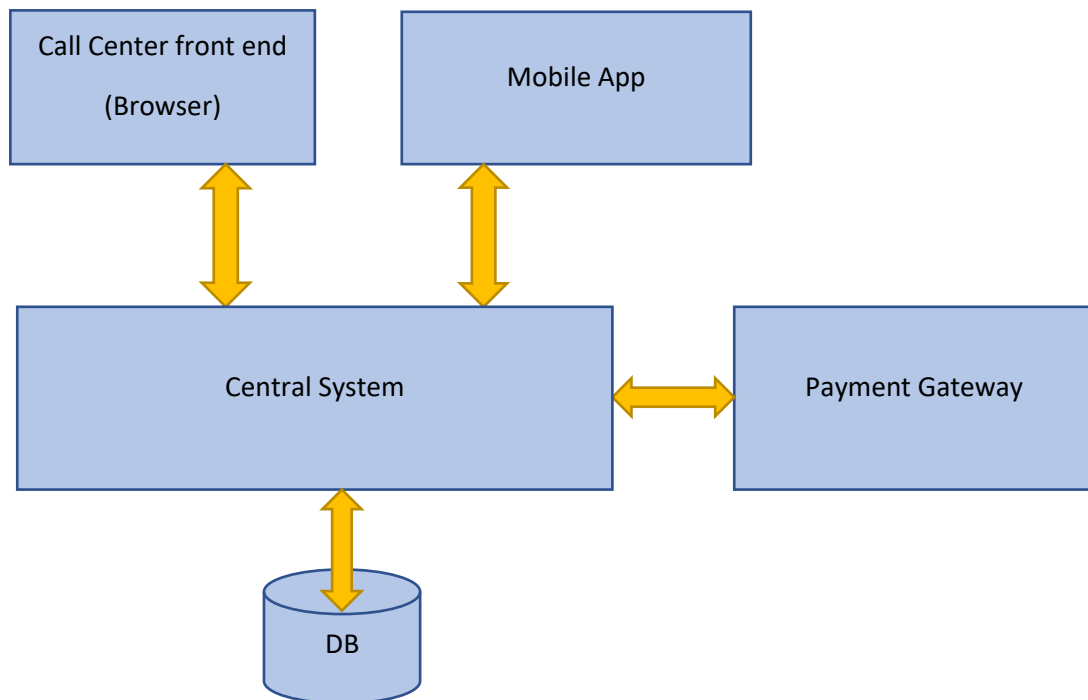 Call Center front end
(Browser)
Mobile App
Central System
Payment Gateway
DB